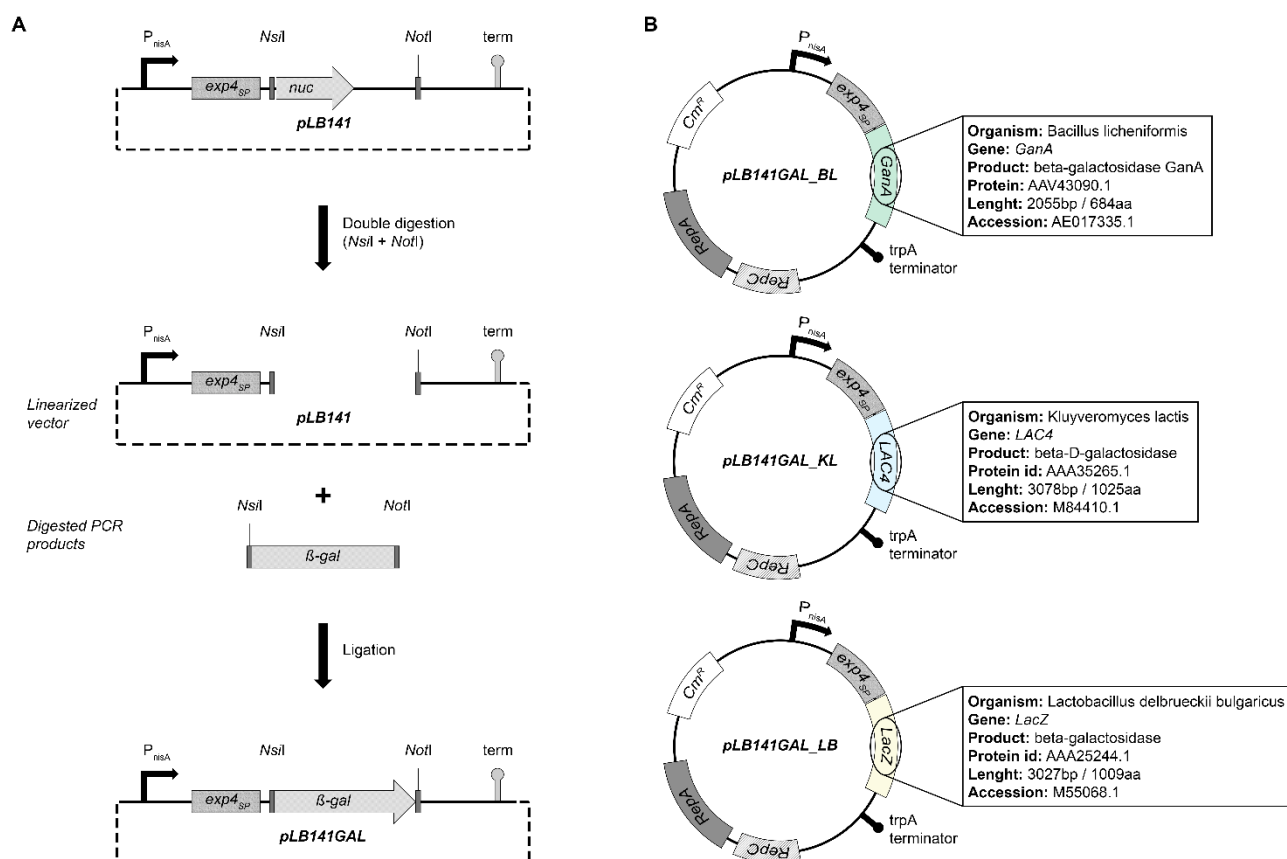 A
P nisA
NsiI
NotI
term
exp4 SP
nuc
pLB141
Double digestion
(NsiI + NotI)
P nisA
NsiI
NotI
term
exp4 SP
Linearized
vector
pLB141
+
NsiI
NotI
Digested PCR
products
ß-gal
Ligation
P nisA
NsiI
NotI
term
exp4 SP
ß-gal
pLB141GAL
B
P nisA
exp4 SP
Cm R
GanA
pLB141GAL_BL
RepA
RepC
trpA
terminator
Organism: Bacillus licheniformis
Gene: GanA
Product: beta-galactosidase GanA
Protein: AAV43090.1
Lenght: 2055bp / 684aa
Accession: AE017335.1
P nisA
exp4 SP
Cm R
LAC4
pLB141GAL_KL
RepA
RepC
trpA
terminator
Organism: Kluyveromyces lactis
Gene: LAC4
Product: beta-D-galactosidase
Protein id: AAA35265.1
Lenght: 3078bp / 1025aa
Accession: M84410.1
P nisA
exp4 SP
Cm R
LacZ
pLB141GAL_LB
RepA
RepC
trpA
terminator
Organism: Lactobacillus delbrueckii bulgaricus
Gene: LacZ
Product: beta-galactosidase
Protein id: AAA25244.1
Lenght: 3027bp / 1009aa
Accession: M55068.1